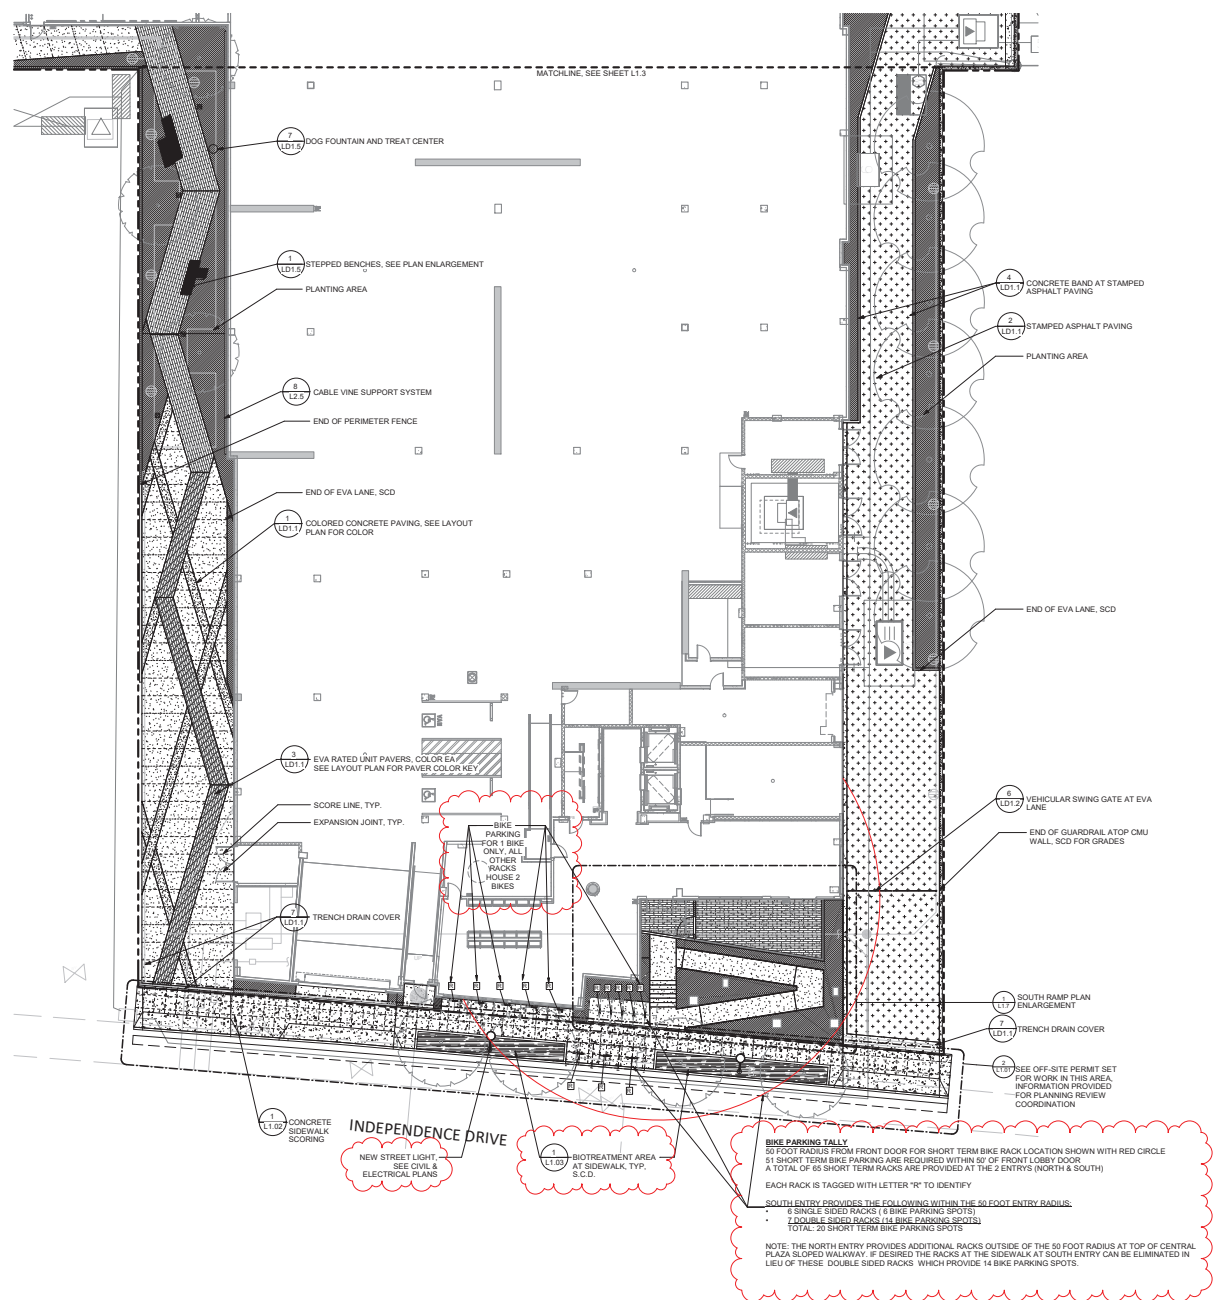 MATCHLINE, SEE SHEET L1.3
7
LD1.5
DOG FOUNTAIN AND TREAT CENTER
1
LD1.5
STEPPED BENCHES, SEE PLAN ENLARGEMENT
PLANTING AREA
8
L2.5
CABLE VINE SUPPORT SYSTEM
END OF PERIMETER FENCE
END OF EVA LANE, SCD
1
LD1.1
COLORED CONCRETE PAVING, SEE LAYOUT
PLAN FOR COLOR
3
LD1.1
EVA RATED UNIT PAVERS, COLOR EA
SEE LAYOUT PLAN FOR PAVER COLOR KEY
SCORE LINE, TYP.
EXPANSION JOINT, TYP.
7
LD1.1
TRENCH DRAIN COVER
BIKE
PARKING
FOR 1 BIKE
ONLY, ALL
OTHER
RACKS
HOUSE 2
BIKES
VAN
4
LD1.1
CONCRETE BAND AT STAMPED
ASPHALT PAVING
2
LD1.1
STAMPED ASPHALT PAVING
PLANTING AREA
END OF EVA LANE, SCD
6
LD1.2
VEHICULAR SWING GATE AT EVA
LANE
END OF GUARDRAIL ATOP CMU
WALL, SCD FOR GRADES
1
L1.7
SOUTH RAMP PLAN
ENLARGEMENT
7
LD1.1
TRENCH DRAIN COVER
2
L1.01
SEE OFF-SITE PERMIT SET
FOR WORK IN THIS AREA,
INFORMATION PROVIDED
FOR PLANNING REVIEW
COORDINATION
1
L1.02
CONCRETE
SIDEWALK
SCORING
INDEPENDENCE DRIVE
NEW STREET LIGHT,
SEE CIVIL &
ELECTRICAL PLANS
1
L1.03
BIOTREATMENT AREA
AT SIDEWALK, TYP,
S.C.D.
BIKE PARKING TALLY
50 FOOT RADIUS FROM FRONT DOOR FOR SHORT TERM BIKE RACK LOCATION SHOWN WITH RED CIRCLE
51 SHORT TERM BIKE PARKING ARE REQUIRED WITHIN 50' OF FRONT LOBBY DOOR
A TOTAL OF 65 SHORT TERM RACKS ARE PROVIDED AT THE 2 ENTRYS (NORTH & SOUTH)
EACH RACK IS TAGGED WITH LETTER "R" TO IDENTIFY
SOUTH ENTRY PROVIDES THE FOLLOWING WITHIN THE 50 FOOT ENTRY RADIUS:
• 6 SINGLE SIDED RACKS ( 6 BIKE PARKING SPOTS)
• 7 DOUBLE SIDED RACKS (14 BIKE PARKING SPOTS)
TOTAL: 20 SHORT TERM BIKE PARKING SPOTS
NOTE: THE NORTH ENTRY PROVIDES ADDITIONAL RACKS OUTSIDE OF THE 50 FOOT RADIUS AT TOP OF CENTRAL
PLAZA SLOPED WALKWAY. IF DESIRED THE RACKS AT THE SIDEWALK AT SOUTH ENTRY CAN BE ELIMINATED IN
LIEU OF THESE DOUBLE SIDED RACKS WHICH PROVIDE 14 BIKE PARKING SPOTS.